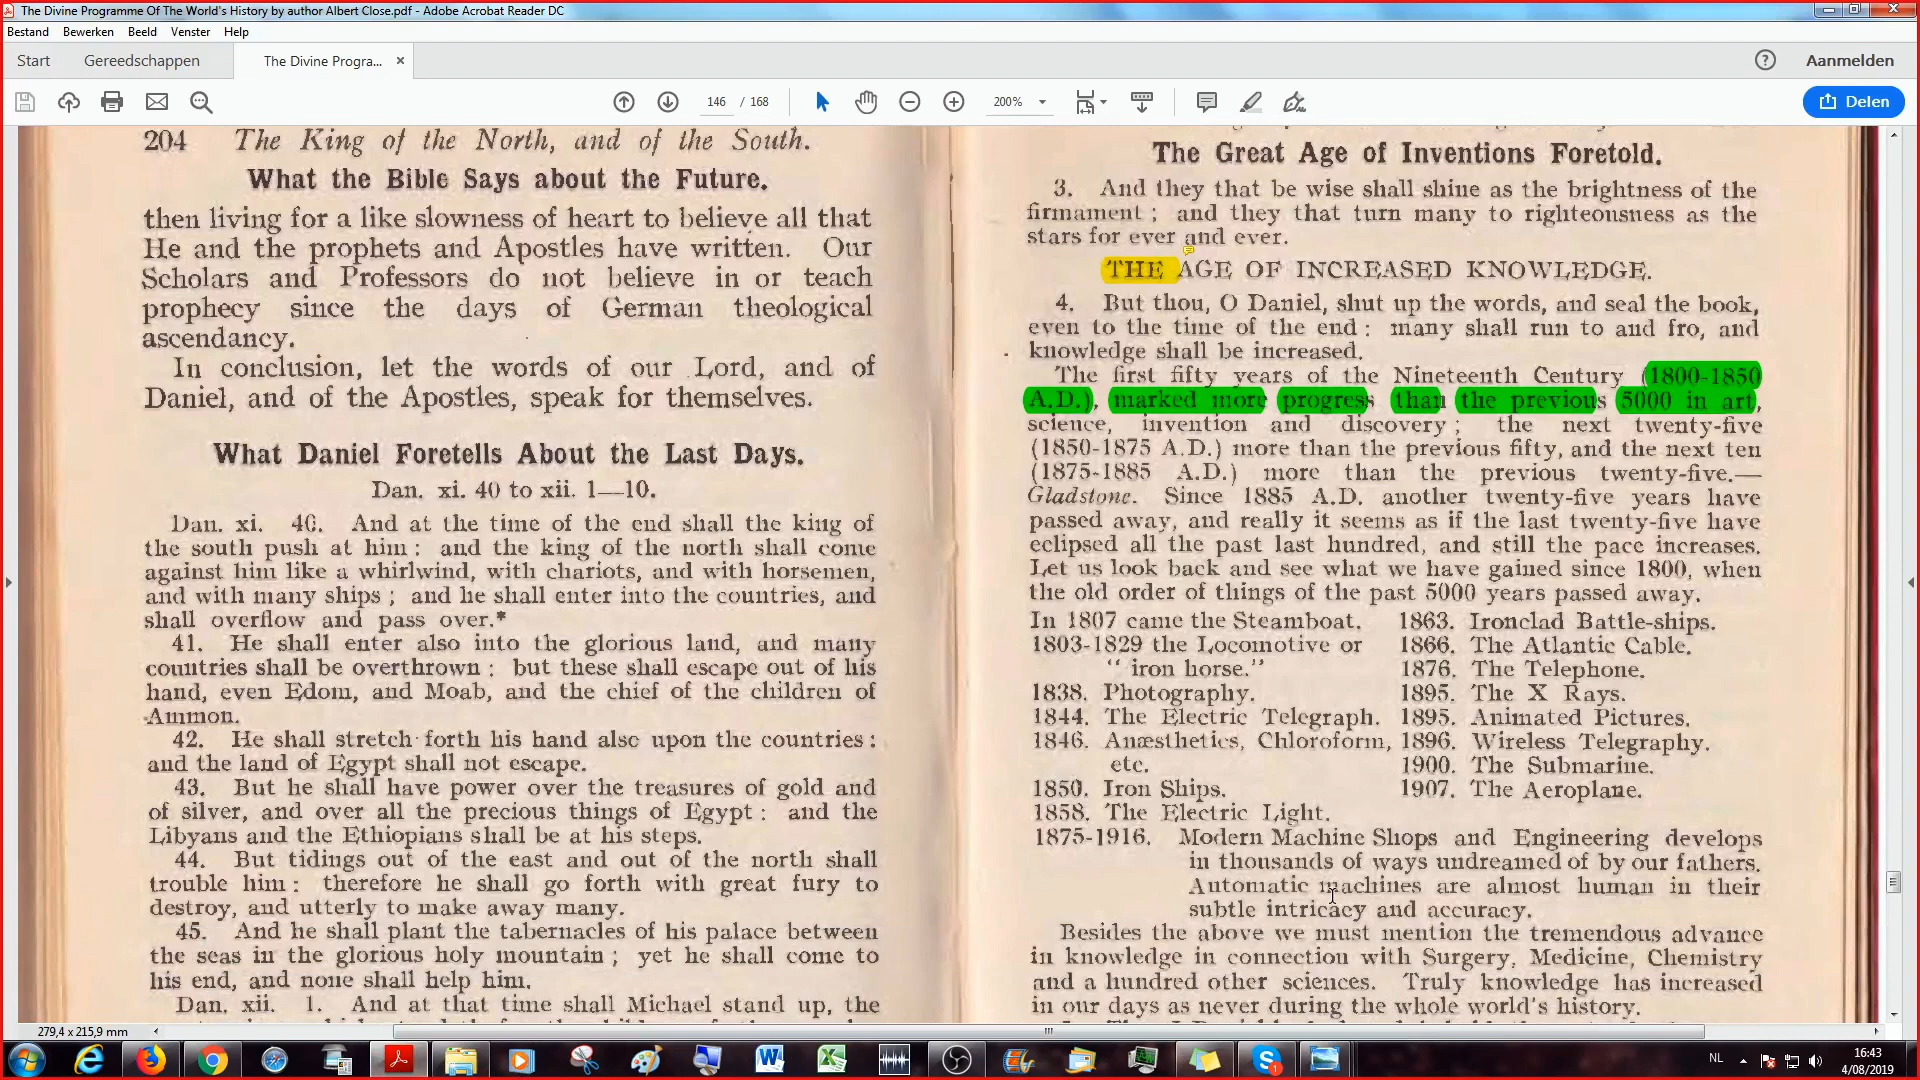 The Divine Programme Of The World's History by author Albert Close.pdf - Adobe Acrobat Reader DC
Bestand Bewerken Beeld Venster Help
Start Gereedschappen The Divine Progra... × Aanmelden
146 / 168 200% Delen
204 The King of the North, and of the South.
What the Bible Says about the Future.
then living for a like slowness of heart to believe all that
He and the prophets and Apostles have written. Our
Scholars and Professors do not believe in or teach
prophecy since the days of German theological
ascendancy.
In conclusion, let the words of our Lord, and of
Daniel, and of the Apostles, speak for themselves.
What Daniel Foretells About the Last Days.
Dan. xi. 40 to xii. 1—10.
Dan. xi. 40. And at the time of the end shall the king of
the south push at him: and the king of the north shall come
against him like a whirlwind, with chariots, and with horsemen,
and with many ships; and he shall enter into the countries, and
shall overflow and pass over.*
41. He shall enter also into the glorious land, and many
countries shall be overthrown: but these shall escape out of his
hand, even Edom, and Moab, and the chief of the children of
Ammon.
42. He shall stretch forth his hand also upon the countries:
and the land of Egypt shall not escape.
43. But he shall have power over the treasures of gold and
of silver, and over all the precious things of Egypt: and the
Libyans and the Ethiopians shall be at his steps.
44. But tidings out of the east and out of the north shall
trouble him: therefore he shall go forth with great fury to
destroy, and utterly to make away many.
45. And he shall plant the tabernacles of his palace between
the seas in the glorious holy mountain; yet he shall come to
his end, and none shall help him.
Dan. xii. 1. And at that time shall Michael stand up, the
The Great Age of Inventions Foretold.
3. And they that be wise shall shine as the brightness of the
firmament; and they that turn many to righteousness as the
stars for ever and ever.
THE AGE OF INCREASED KNOWLEDGE.
4. But thou, O Daniel, shut up the words, and seal the book,
even to the time of the end: many shall run to and fro, and
knowledge shall be increased.
The first fifty years of the Nineteenth Century (1800-1850
A.D.), marked more progress than the previous 5000 in art,
science, invention and discovery; the next twenty-five
(1850-1875 A.D.) more than the previous fifty, and the next ten
(1875-1885 A.D.) more than the previous twenty-five.—
Gladstone. Since 1885 A.D. another twenty-five years have
passed away, and really it seems as if the last twenty-five have
eclipsed all the past last hundred, and still the pace increases.
Let us look back and see what we have gained since 1800, when
the old order of things of the past 5000 years passed away.
In 1807 came the Steamboat.
1803-1829 the Locomotive or
"iron horse."
1838. Photography.
1844. The Electric Telegraph.
1846. Anæsthetics, Chloroform,
etc.
1850. Iron Ships.
1858. The Electric Light.
1863. Ironclad Battle-ships.
1866. The Atlantic Cable.
1876. The Telephone.
1895. The X Rays.
1895. Animated Pictures.
1896. Wireless Telegraphy.
1900. The Submarine.
1907. The Aeroplane.
1875-1916. Modern Machine Shops and Engineering develops
in thousands of ways undreamed of by our fathers.
Automatic machines are almost human in their
subtle intricacy and accuracy.
Besides the above we must mention the tremendous advance
in knowledge in connection with Surgery, Medicine, Chemistry
and a hundred other sciences. Truly knowledge has increased
in our days as never during the whole world's history.
279,4 x 215,9 mm
NL 16:43
4/08/2019